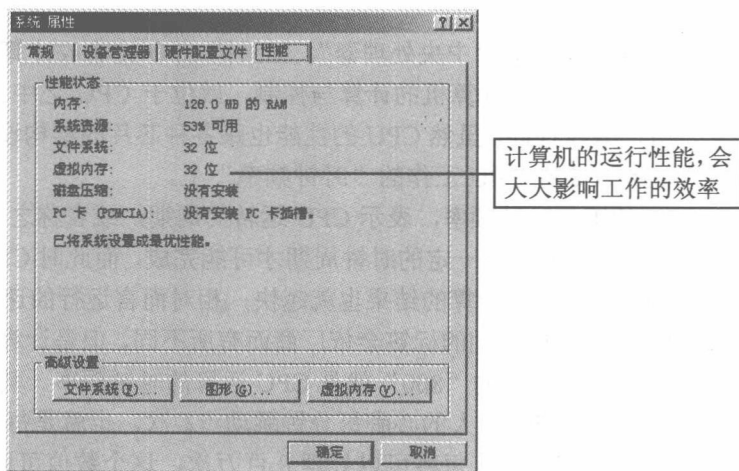 系统 属性
常规
设备管理器
硬件配置文件
性能
性能状态
内存: 128.0 MB 的 RAM
系统资源: 53% 可用
文件系统: 32 位
虚拟内存: 32 位
磁盘压缩: 没有安装
PC 卡 (PCMCIA): 没有安装 PC 卡插槽。
已将系统设置成最优性能。
高级设置
文件系统(F)...
图形(G)...
虚拟内存(V)...
确定
取消
计算机的运行性能,会
大大影响工作的效率